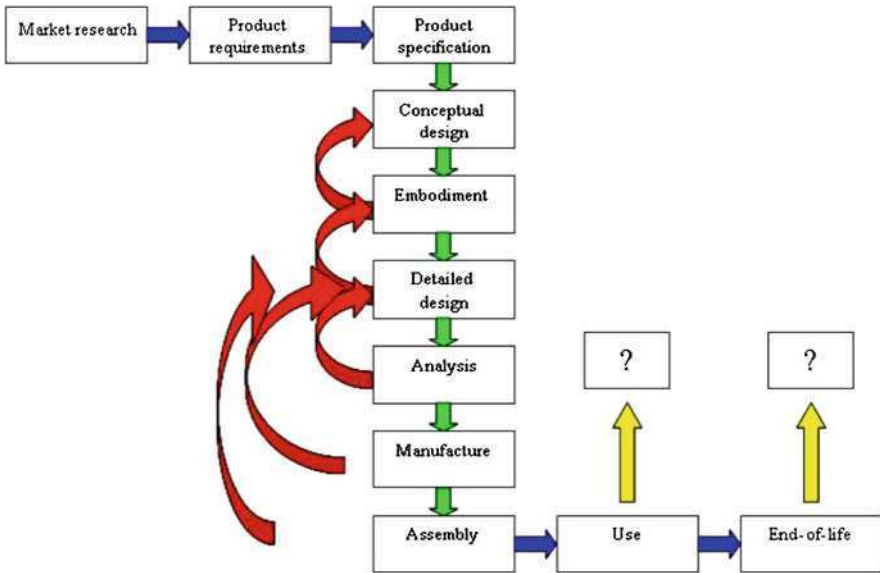 Market research
Product
requirements
Product
specification
Conceptual
design
Embodiment
Detailed
design
Analysis
Manufacture
Assembly
Use
End-of-life
?
?